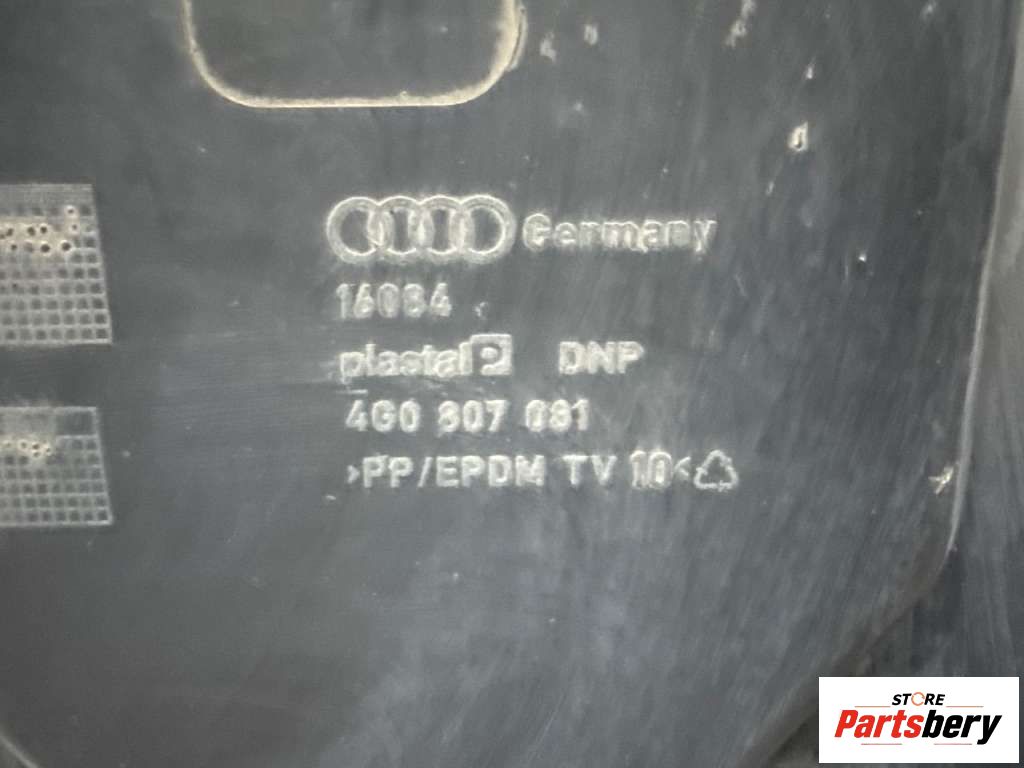 Germany
16084
plastal P DNP
4G0 807 081
>PP/EPDM TV 10<
STORE
Partsbery